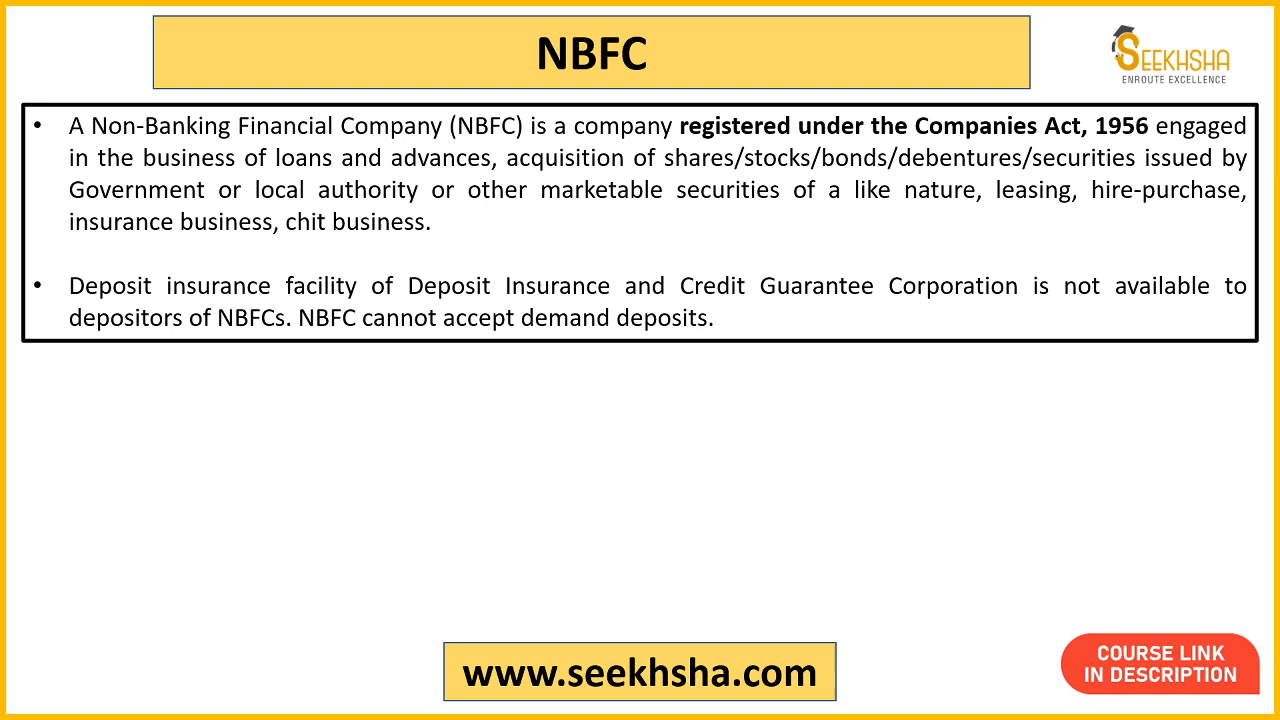 NBFC
SEEKHSHA
ENROUTE EXCELLENCE
• A Non-Banking Financial Company (NBFC) is a company registered under the Companies Act, 1956 engaged
in the business of loans and advances, acquisition of shares/stocks/bonds/debentures/securities issued by
Government or local authority or other marketable securities of a like nature, leasing, hire-purchase,
insurance business, chit business.
• Deposit insurance facility of Deposit Insurance and Credit Guarantee Corporation is not available to
depositors of NBFCs. NBFC cannot accept demand deposits.
www.seekhsha.com
COURSE LINK
IN DESCRIPTION